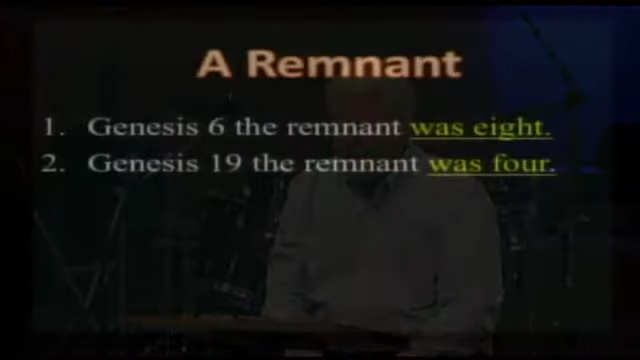 A Remnant
1. Genesis 6 the remnant was eight.
2. Genesis 19 the remnant was four.